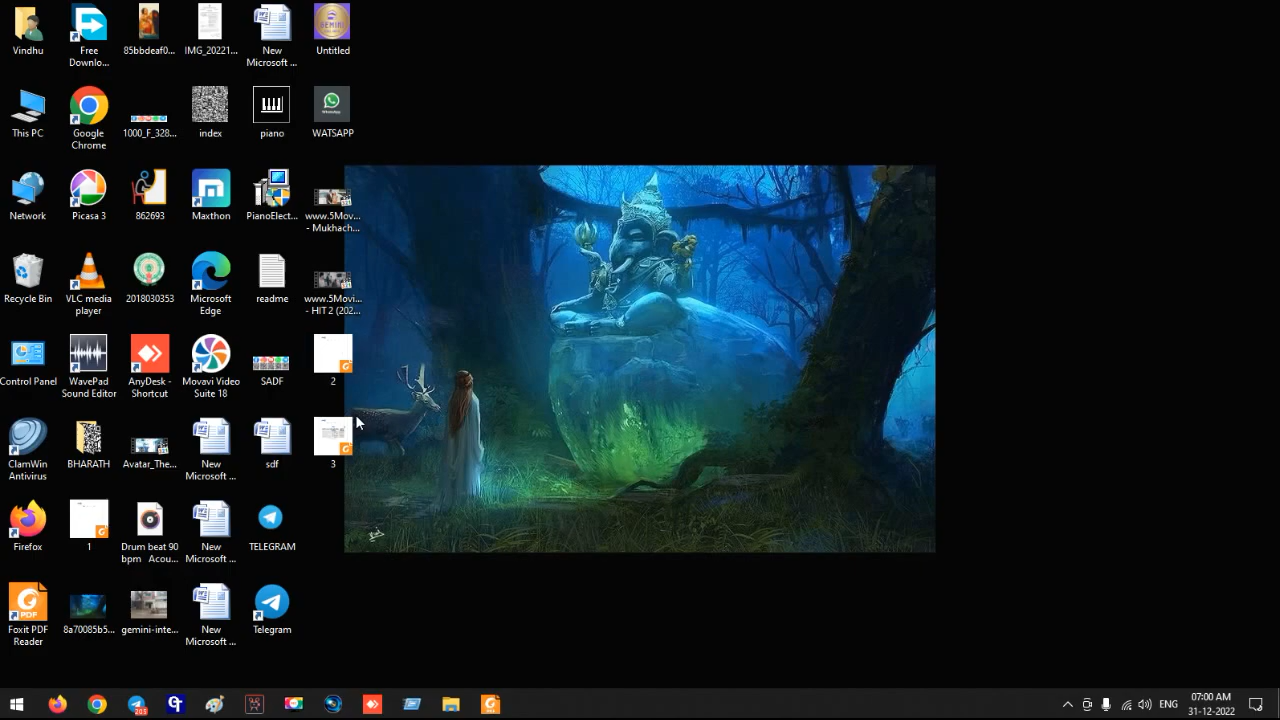 Vindhu
Free
Downlo...
85bbdeaf0...
IMG_20221...
New
Microsoft ...
GEMINI
Untitled
This PC
Google
Chrome
1000_F_328...
index
piano
WhatsApp
WATSAPP
Network
Picasa 3
862693
Maxthon
PianoElect...
www.5Mov...
- Mukhach...
Recycle Bin
VLC media
player
2018030353
Microsoft
Edge
readme
www.5Movi...
- HIT 2 (202...
Control Panel
WavePad
Sound Editor
AnyDesk -
Shortcut
Movavi Video
Suite 18
SADF
2
ClamWin
Antivirus
BHARATH
Avatar_The...
New
Microsoft ...
sdf
3
Firefox
1
Drum beat 90
bpm Acou...
New
Microsoft ...
TELEGRAM
PDF
Foxit PDF
Reader
8a70085b5...
gemini-inte...
New
Microsoft ...
Telegram
205
ENG
07:00 AM
31-12-2022